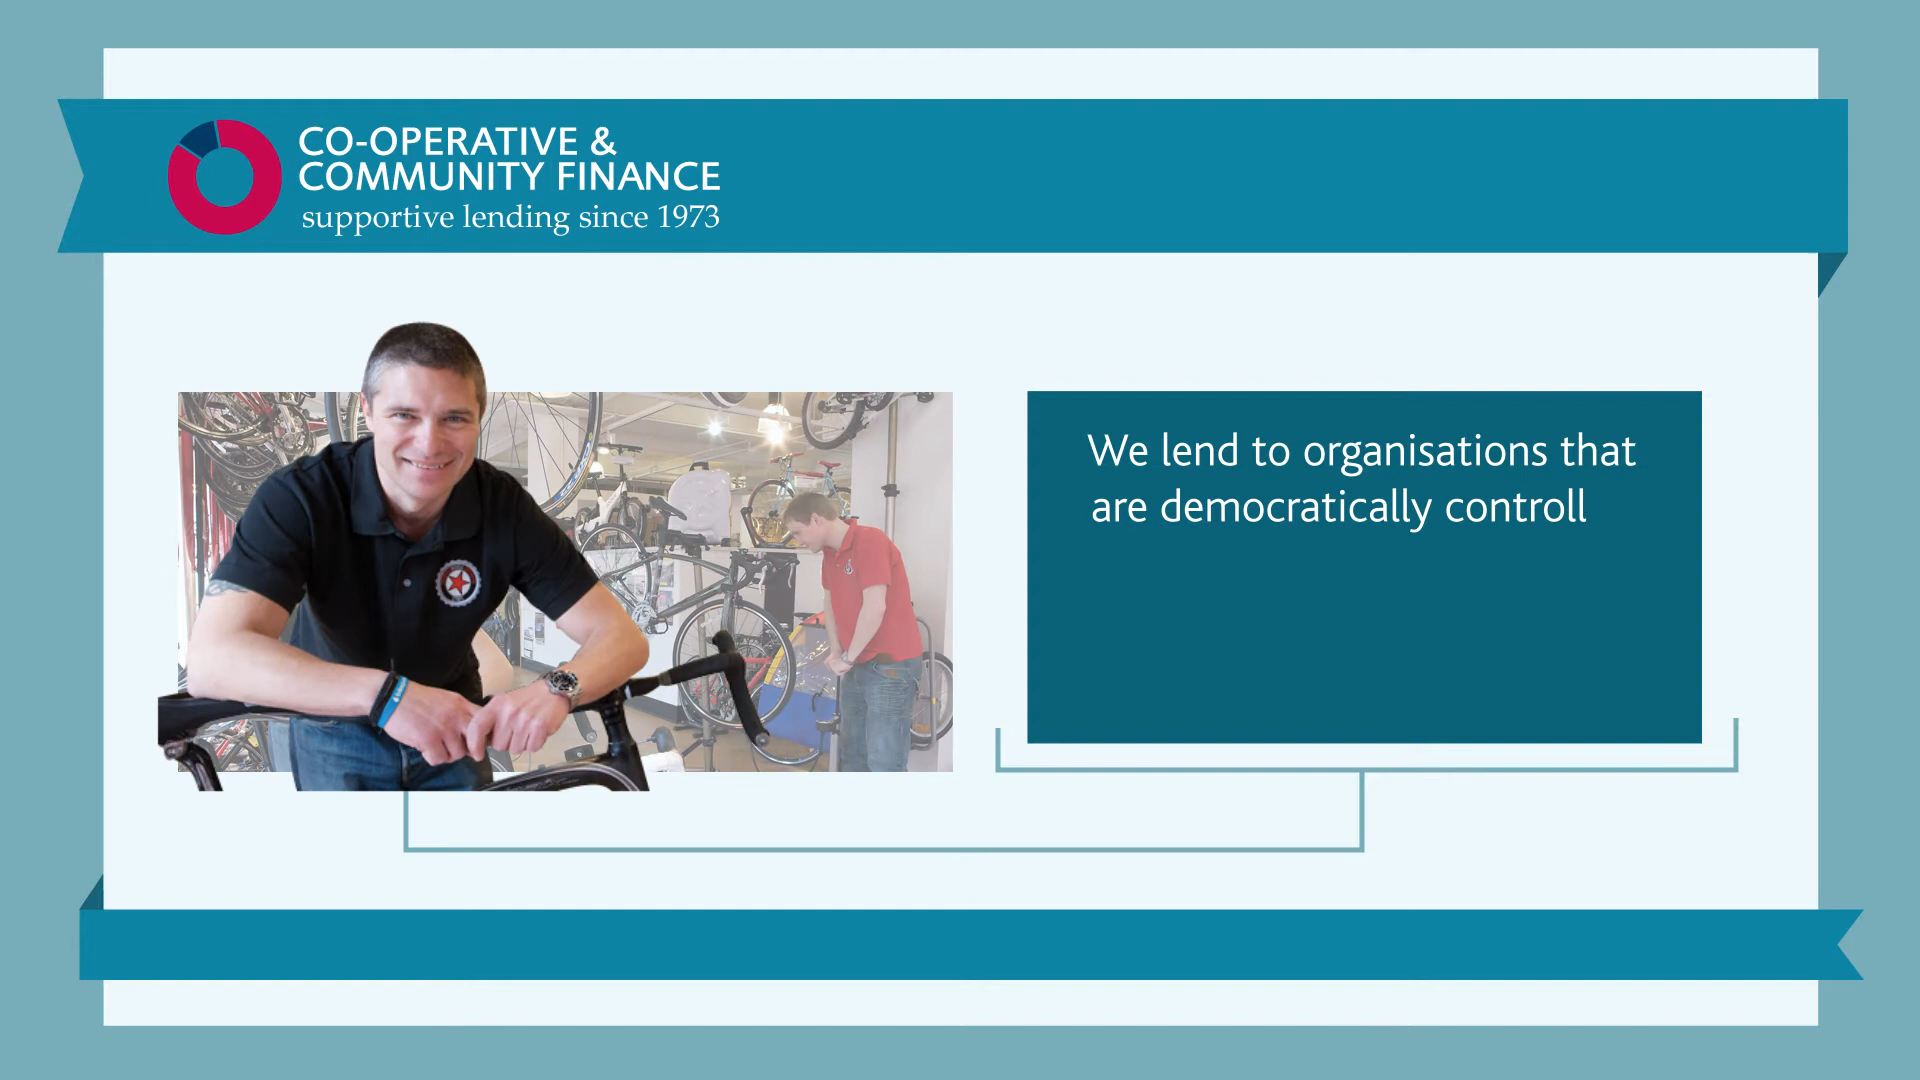 CO-OPERATIVE &
COMMUNITY FINANCE
supportive lending since 1973
We lend to organisations that
are democratically controll